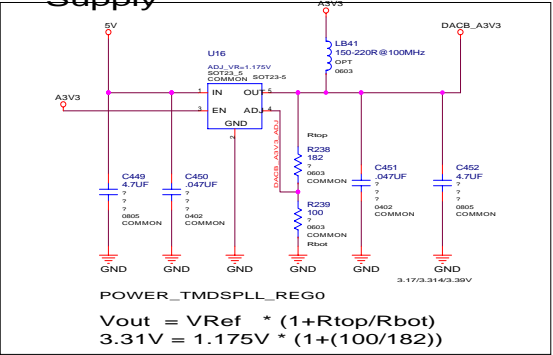 Supply
A3V3
5V
DACB_A3V3
LB41
150-220R@100MHz
OPT
0603
U16
ADJ_VR=1.175V
SOT23_5
COMMON SOT23-5
A3V3
1 IN OUT 5
3 EN ADJ 4
GND
2
DACB_A3V3_ADJ
Rtop
R238
182
?
0603
COMMON
R239
100
?
0603
COMMON
Rbot
C449
4.7UF
?
?
0805
COMMON
C450
.047UF
?
?
0402
COMMON
C451
.047UF
?
?
0402
COMMON
C452
4.7UF
?
?
0805
COMMON
GND GND GND GND GND GND
3.17/3.314/3.39V
POWER_TMDSPLL_REG0
Vout = VRef * (1+Rtop/Rbot)
3.31V = 1.175V * (1+(100/182))